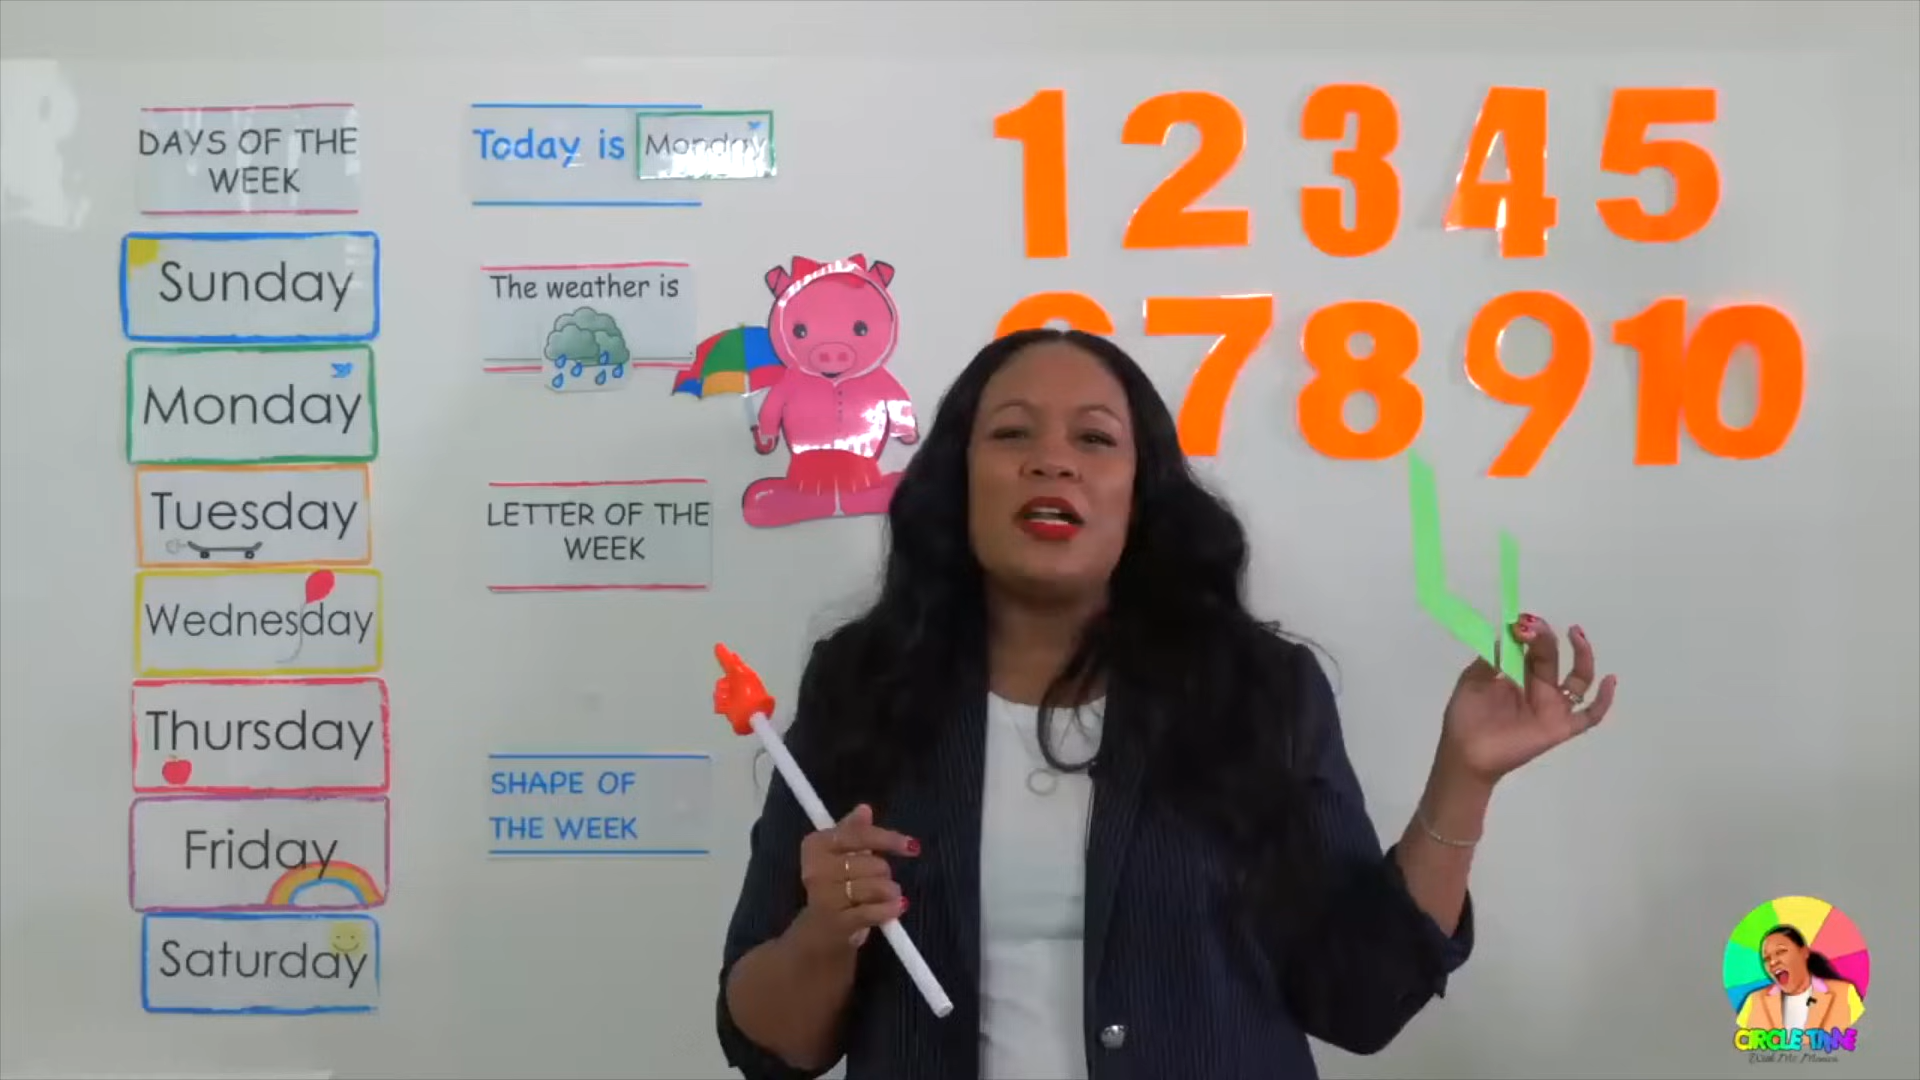 DAYS OF THE
WEEK
Sunday
Monday
Tuesday
Wednesday
Thursday
Friday
Saturday
Today is Monday
The weather is
LETTER OF THE
WEEK
SHAPE OF
THE WEEK
1 2 3 4 5
6 7 8 9 10
CIRCLE TIME